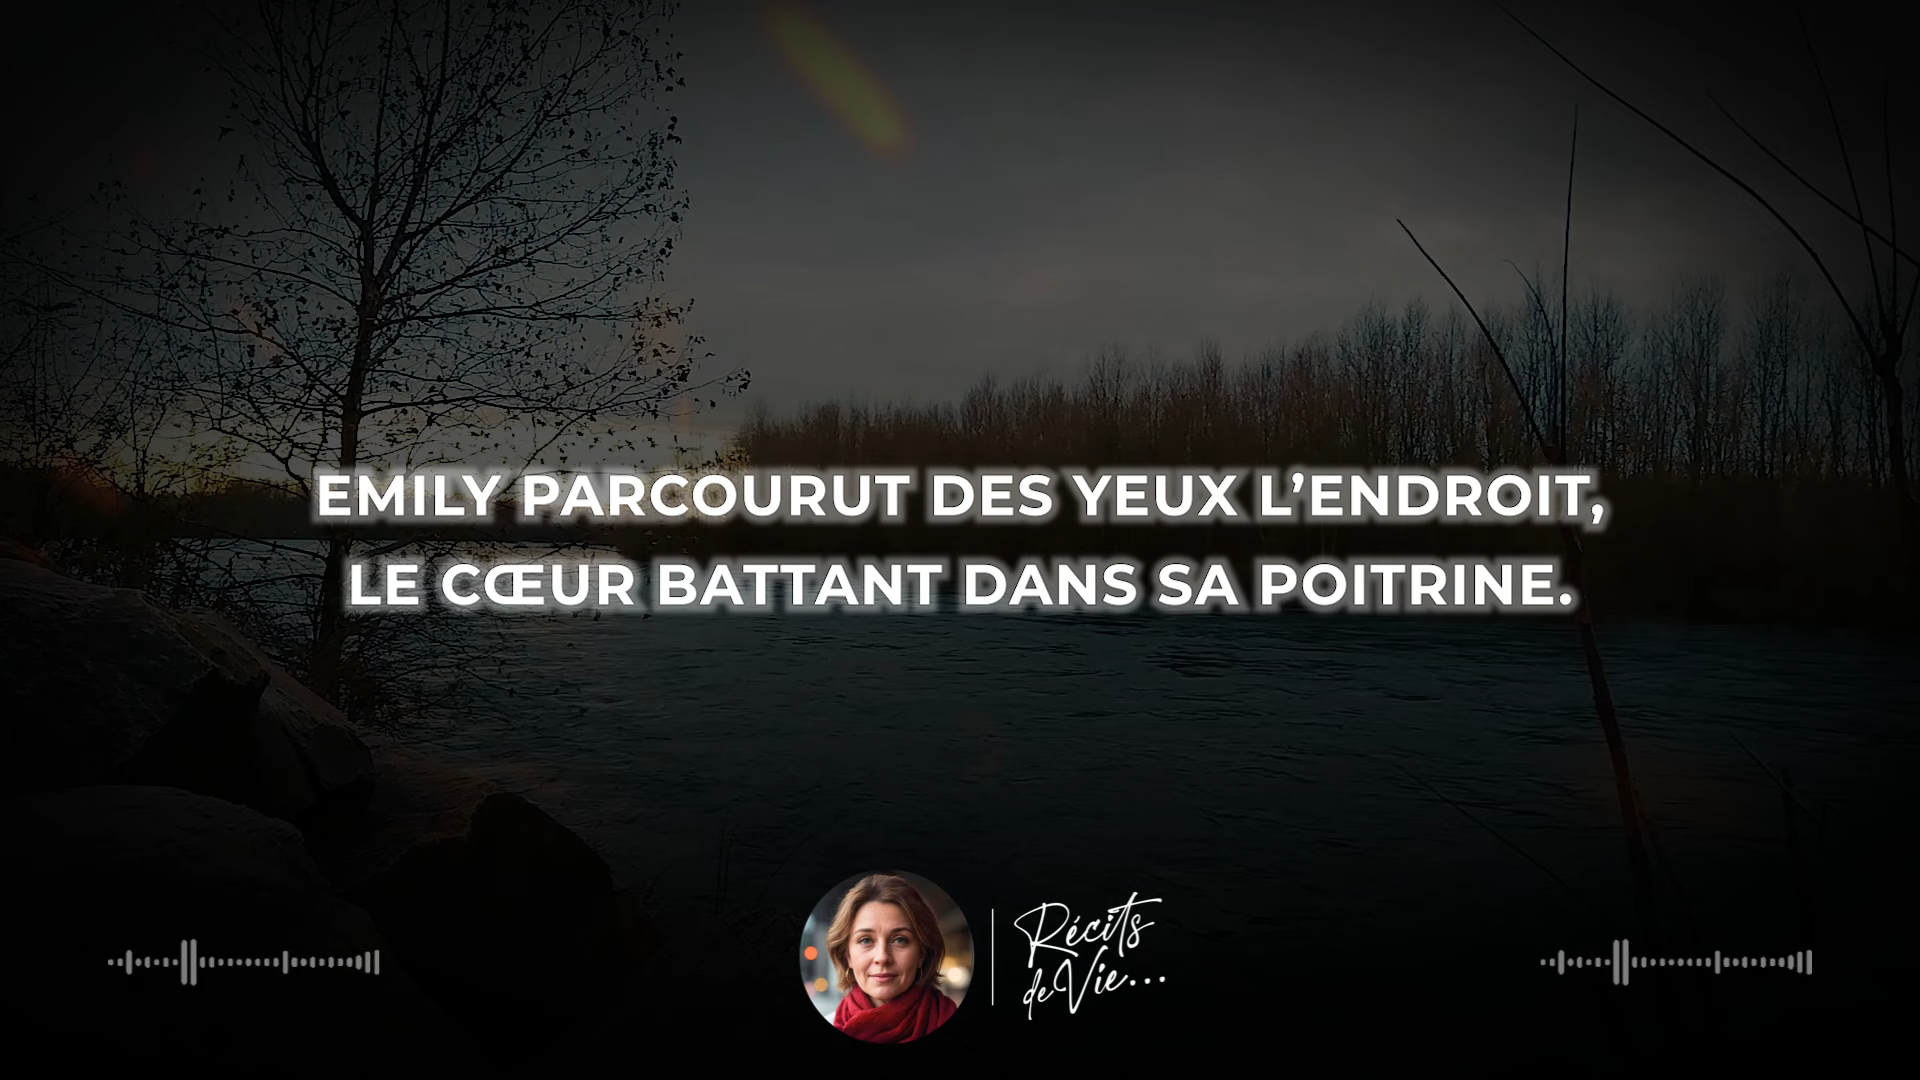 EMILY PARCOURUT DES YEUX L’ENDROIT,
LE CŒUR BATTANT DANS SA POITRINE.
Récits
de Vie...